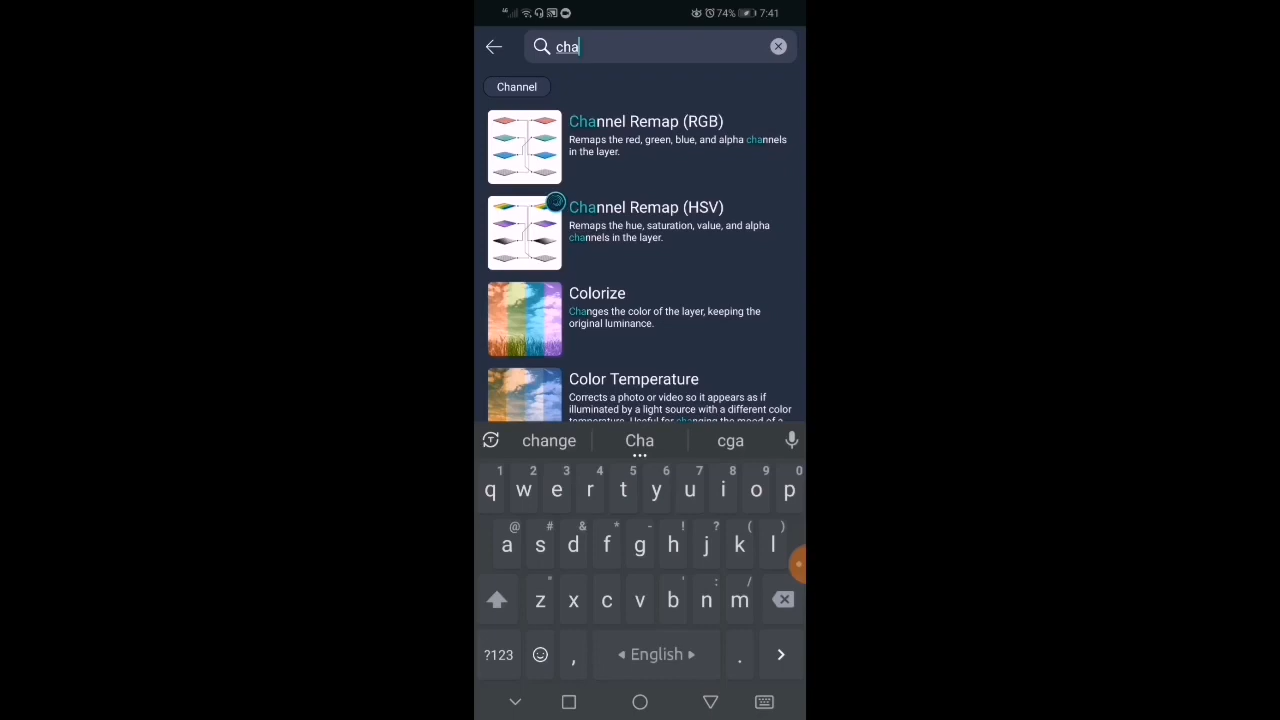 4G 74% 7:41
cha
Channel
Channel Remap (RGB)
Remaps the red, green, blue, and alpha channels
in the layer.
Channel Remap (HSV)
Remaps the hue, saturation, value, and alpha
channels in the layer.
Colorize
Changes the color of the layer, keeping the
original luminance.
Color Temperature
Corrects a photo or video so it appears as if
illuminated by a light source with a different color
temperature. Useful for changing the mood of a
change Cha cga
1 2 3 4 5 6 7 8 9 0
q w e r t y u i o p
@ # & * - ! ? ( )
a s d f g h j k l
" ' : /
z x c v b n m
?123 , English .